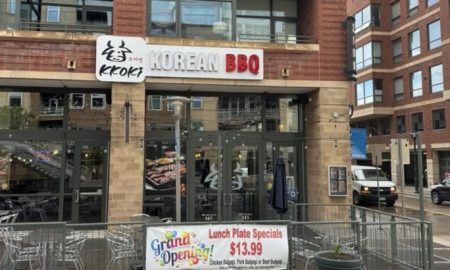 KKOKI
KOREAN BBQ
Grand
Opening!
Lunch Plate Specials
$13.99
Chicken Bulgogi, Pork Bulgogi or Beef Bulgogi